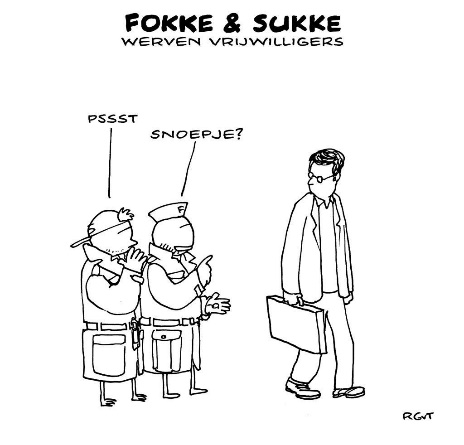 FOKKE & SUKKE
WERVEN VRIJWILLIGERS
PSSST
SNOEPJE?
F
RGvT